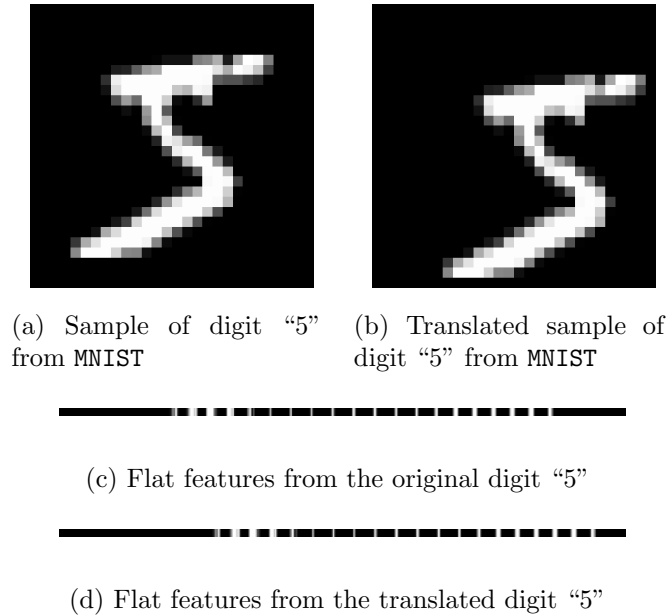 (a) Sample of digit “5”
from MNIST
(b) Translated sample of
digit “5” from MNIST
(c) Flat features from the original digit “5”
(d) Flat features from the translated digit “5”